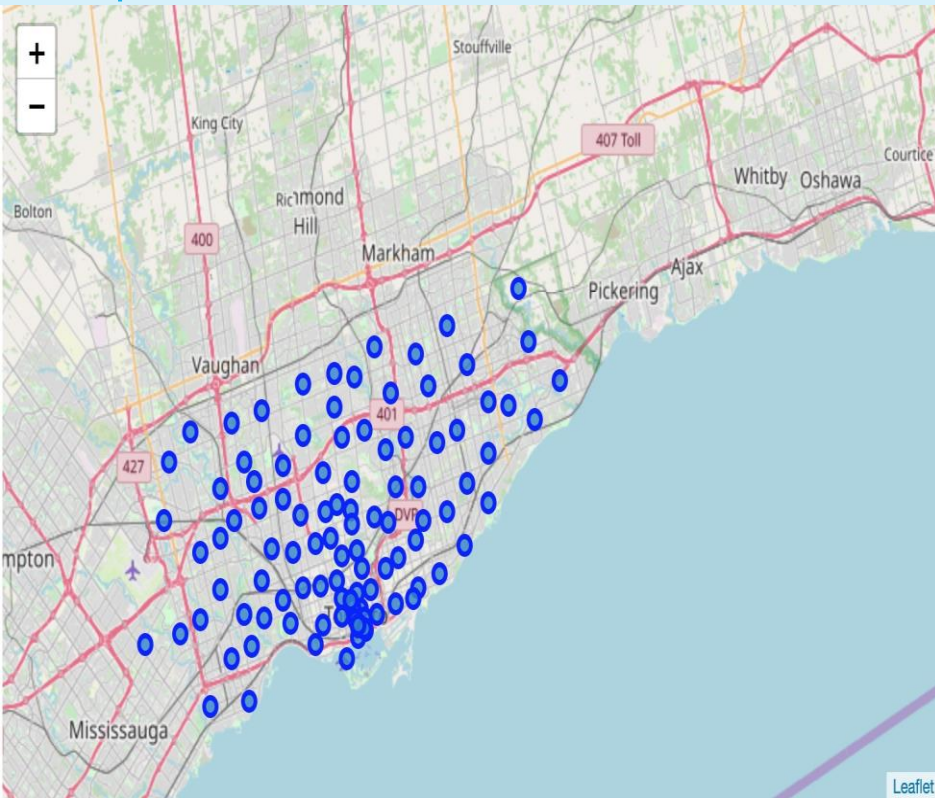 +
−
Stouffville
King City
407 Toll
Courtice
Whitby
Oshawa
Bolton
Richmond
Hill
400
Markham
Ajax
Pickering
Vaughan
401
427
DVP
mpton
Mississauga
Leaflet